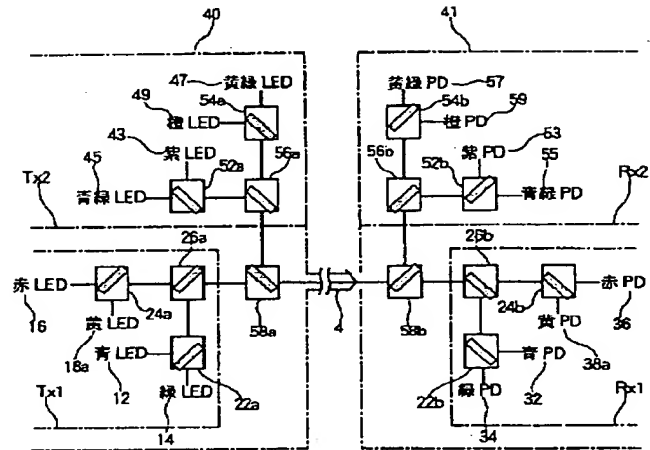 40
41
47 黄緑 LED
黄緑 PD 57
49 54a
54b 59
橙 LED
橙 PD
43
53
紫 LED
56a
56b
紫 PD
55
45
52a
52b
Tx2
青緑 LED
青緑 PD
Rx2
26a
26b
赤 LED
赤 PD
16
24a
58a
4
58b
24b
36
黄 LED
黄 PD
18a
青 LED
青 PD
38a
Tx1
12
緑 LED
22a
22b
緑 PD
32
Rx1
14
34